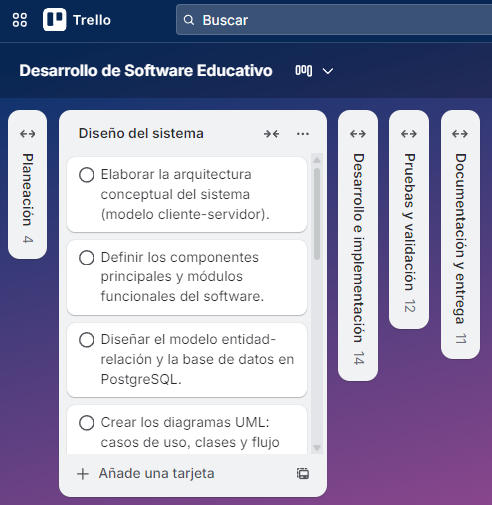 Trello
Buscar
Desarrollo de Software Educativo
Planeación 4
Diseño del sistema
Elaborar la arquitectura
conceptual del sistema
(modelo cliente-servidor).
Definir los componentes
principales y módulos
funcionales del software.
Diseñar el modelo entidad-
relación y la base de datos en
PostgreSQL.
Crear los diagramas UML:
casos de uso, clases y flujo
Añade una tarjeta
Desarrollo e implementación 14
Pruebas y validación 12
Documentación y entrega 11